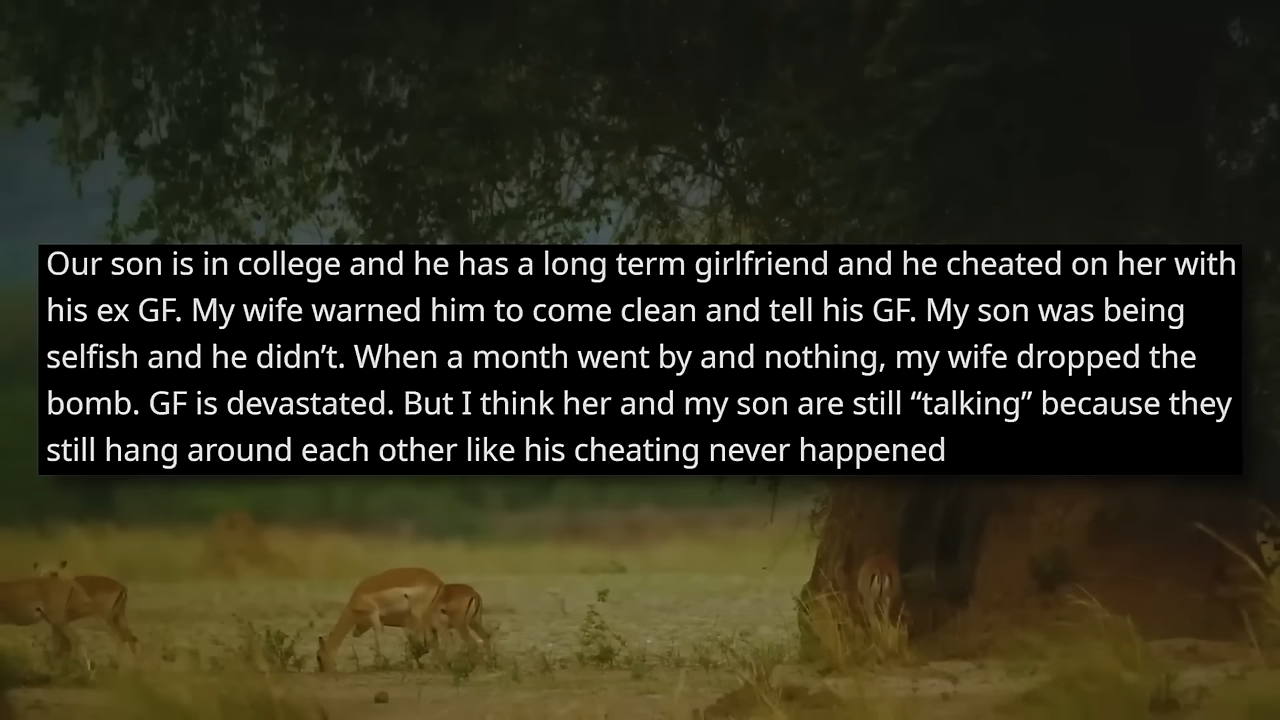 Our son is in college and he has a long term girlfriend and he cheated on her with
his ex GF. My wife warned him to come clean and tell his GF. My son was being
selfish and he didn’t. When a month went by and nothing, my wife dropped the
bomb. GF is devastated. But I think her and my son are still “talking” because they
still hang around each other like his cheating never happened